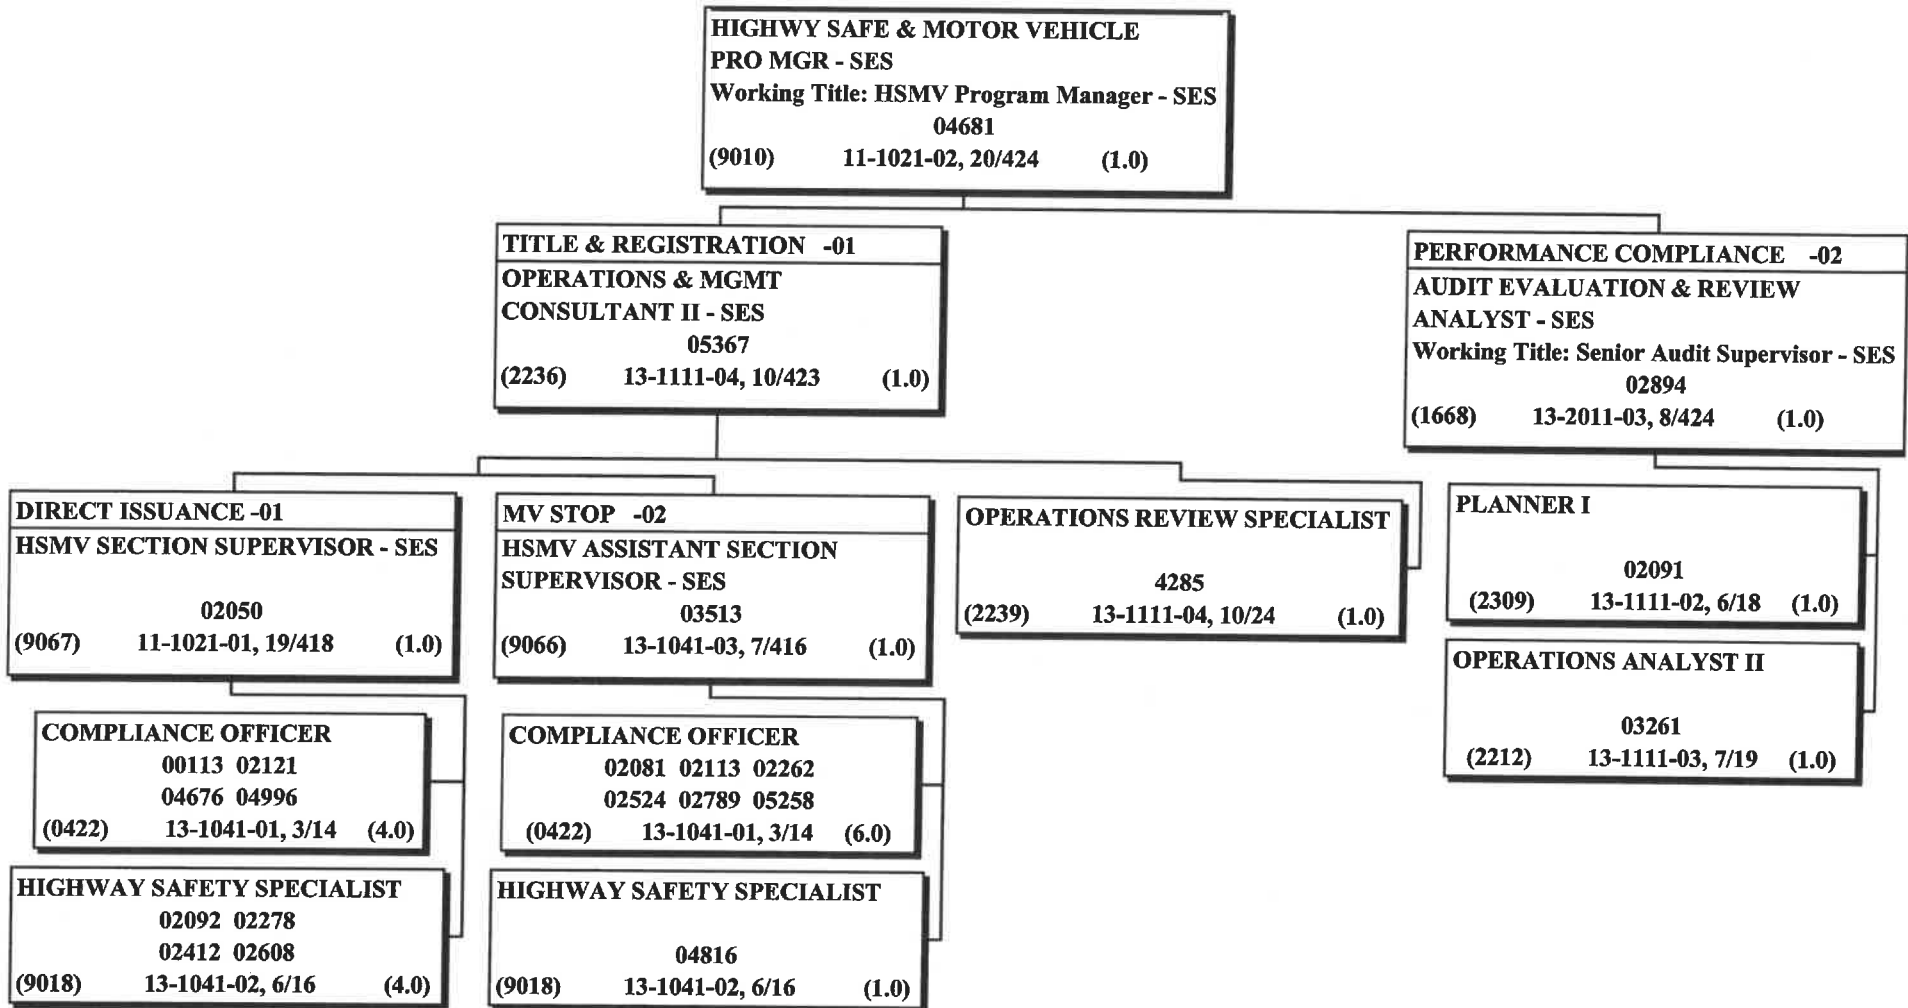 HIGHWY SAFE & MOTOR VEHICLE
PRO MGR - SES
Working Title: HSMV Program Manager - SES
04681
(9010) 11-1021-02, 20/424 (1.0)
TITLE & REGISTRATION -01
OPERATIONS & MGMT
CONSULTANT II - SES
05367
(2236) 13-1111-04, 10/423 (1.0)
PERFORMANCE COMPLIANCE -02
AUDIT EVALUATION & REVIEW
ANALYST - SES
Working Title: Senior Audit Supervisor - SES
02894
(1668) 13-2011-03, 8/424 (1.0)
DIRECT ISSUANCE -01
HSMV SECTION SUPERVISOR - SES
02050
(9067) 11-1021-01, 19/418 (1.0)
MV STOP -02
HSMV ASSISTANT SECTION
SUPERVISOR - SES
03513
(9066) 13-1041-03, 7/416 (1.0)
OPERATIONS REVIEW SPECIALIST
4285
(2239) 13-1111-04, 10/24 (1.0)
PLANNER I
02091
(2309) 13-1111-02, 6/18 (1.0)
OPERATIONS ANALYST II
03261
(2212) 13-1111-03, 7/19 (1.0)
COMPLIANCE OFFICER
00113 02121
04676 04996
(0422) 13-1041-01, 3/14 (4.0)
COMPLIANCE OFFICER
02081 02113 02262
02524 02789 05258
(0422) 13-1041-01, 3/14 (6.0)
HIGHWAY SAFETY SPECIALIST
02092 02278
02412 02608
(9018) 13-1041-02, 6/16 (4.0)
HIGHWAY SAFETY SPECIALIST
04816
(9018) 13-1041-02, 6/16 (1.0)